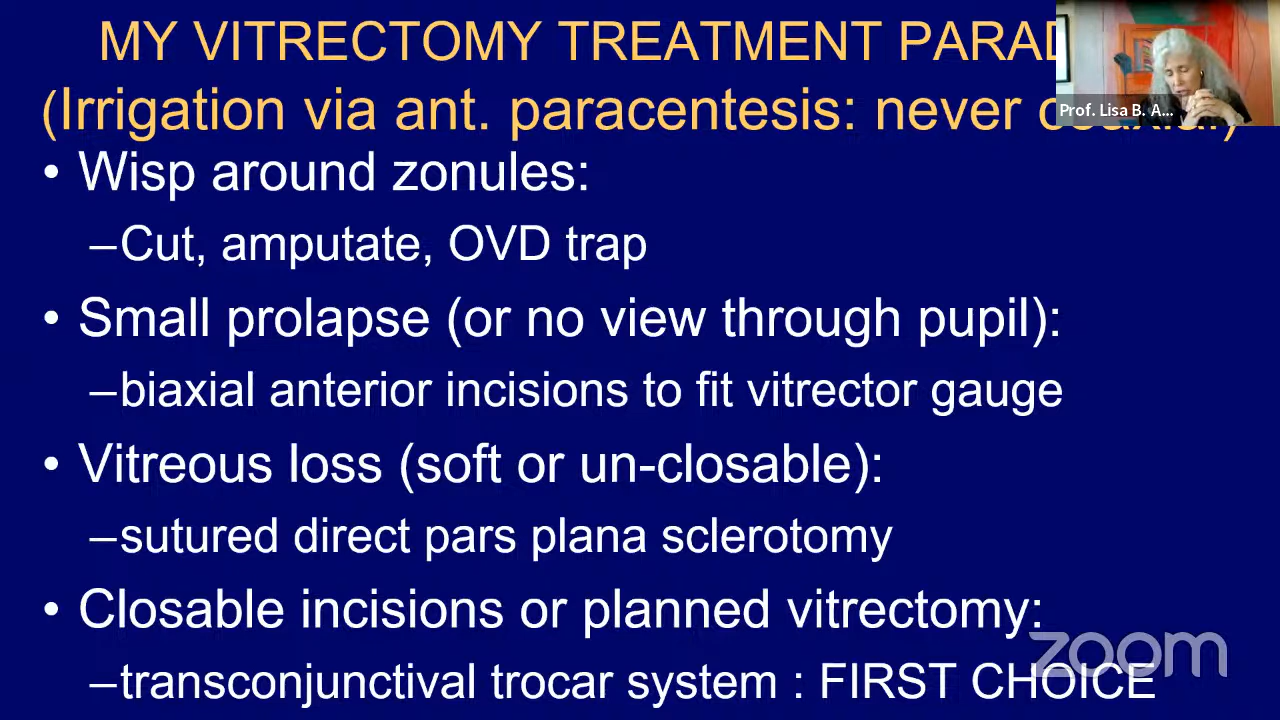 MY VITRECTOMY TREATMENT
Prof. Lisa B. A...
(Irrigation via ant. paracentesis: never
• Wisp around zonules:
–Cut, amputate, OVD trap
• Small prolapse (or no view through pupil):
–biaxial anterior incisions to fit vitrector gauge
• Vitreous loss (soft or un-closable):
–sutured direct pars plana sclerotomy
• Closable incisions or planned vitrectomy:
zoom
–transconjunctival trocar system : FIRST CHOICE